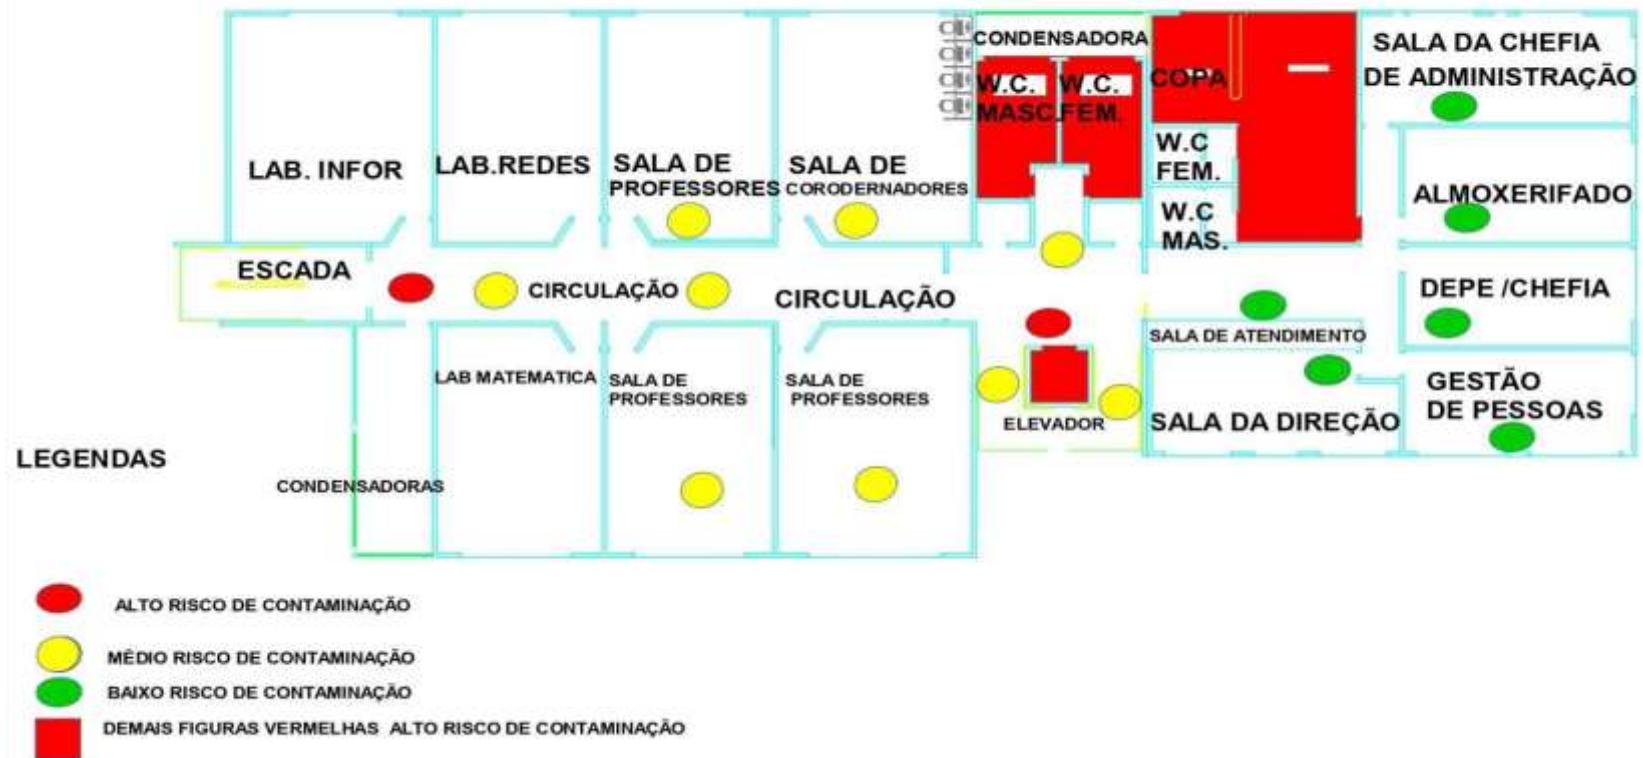 CONDENSADORA
SALA DA CHEFIA
DE ADMINISTRAÇÃO
W.C.
MASC.
W.C.
FEM.
COPA
LAB. INFOR
LAB.REDES
SALA DE
PROFESSORES
SALA DE
CORODERNADORES
W.C
FEM.
W.C
MAS.
ALMOXERIFADO
ESCADA
CIRCULAÇÃO
CIRCULAÇÃO
DEPE /CHEFIA
SALA DE ATENDIMENTO
LAB MATEMATICA
SALA DE
PROFESSORES
SALA DE
PROFESSORES
ELEVADOR
SALA DA DIREÇÃO
GESTÃO
DE PESSOAS
LEGENDAS
CONDENSADORAS
ALTO RISCO DE CONTAMINAÇÃO
MÉDIO RISCO DE CONTAMINAÇÃO
BAIXO RISCO DE CONTAMINAÇÃO
DEMAIS FIGURAS VERMELHAS ALTO RISCO DE CONTAMINAÇÃO